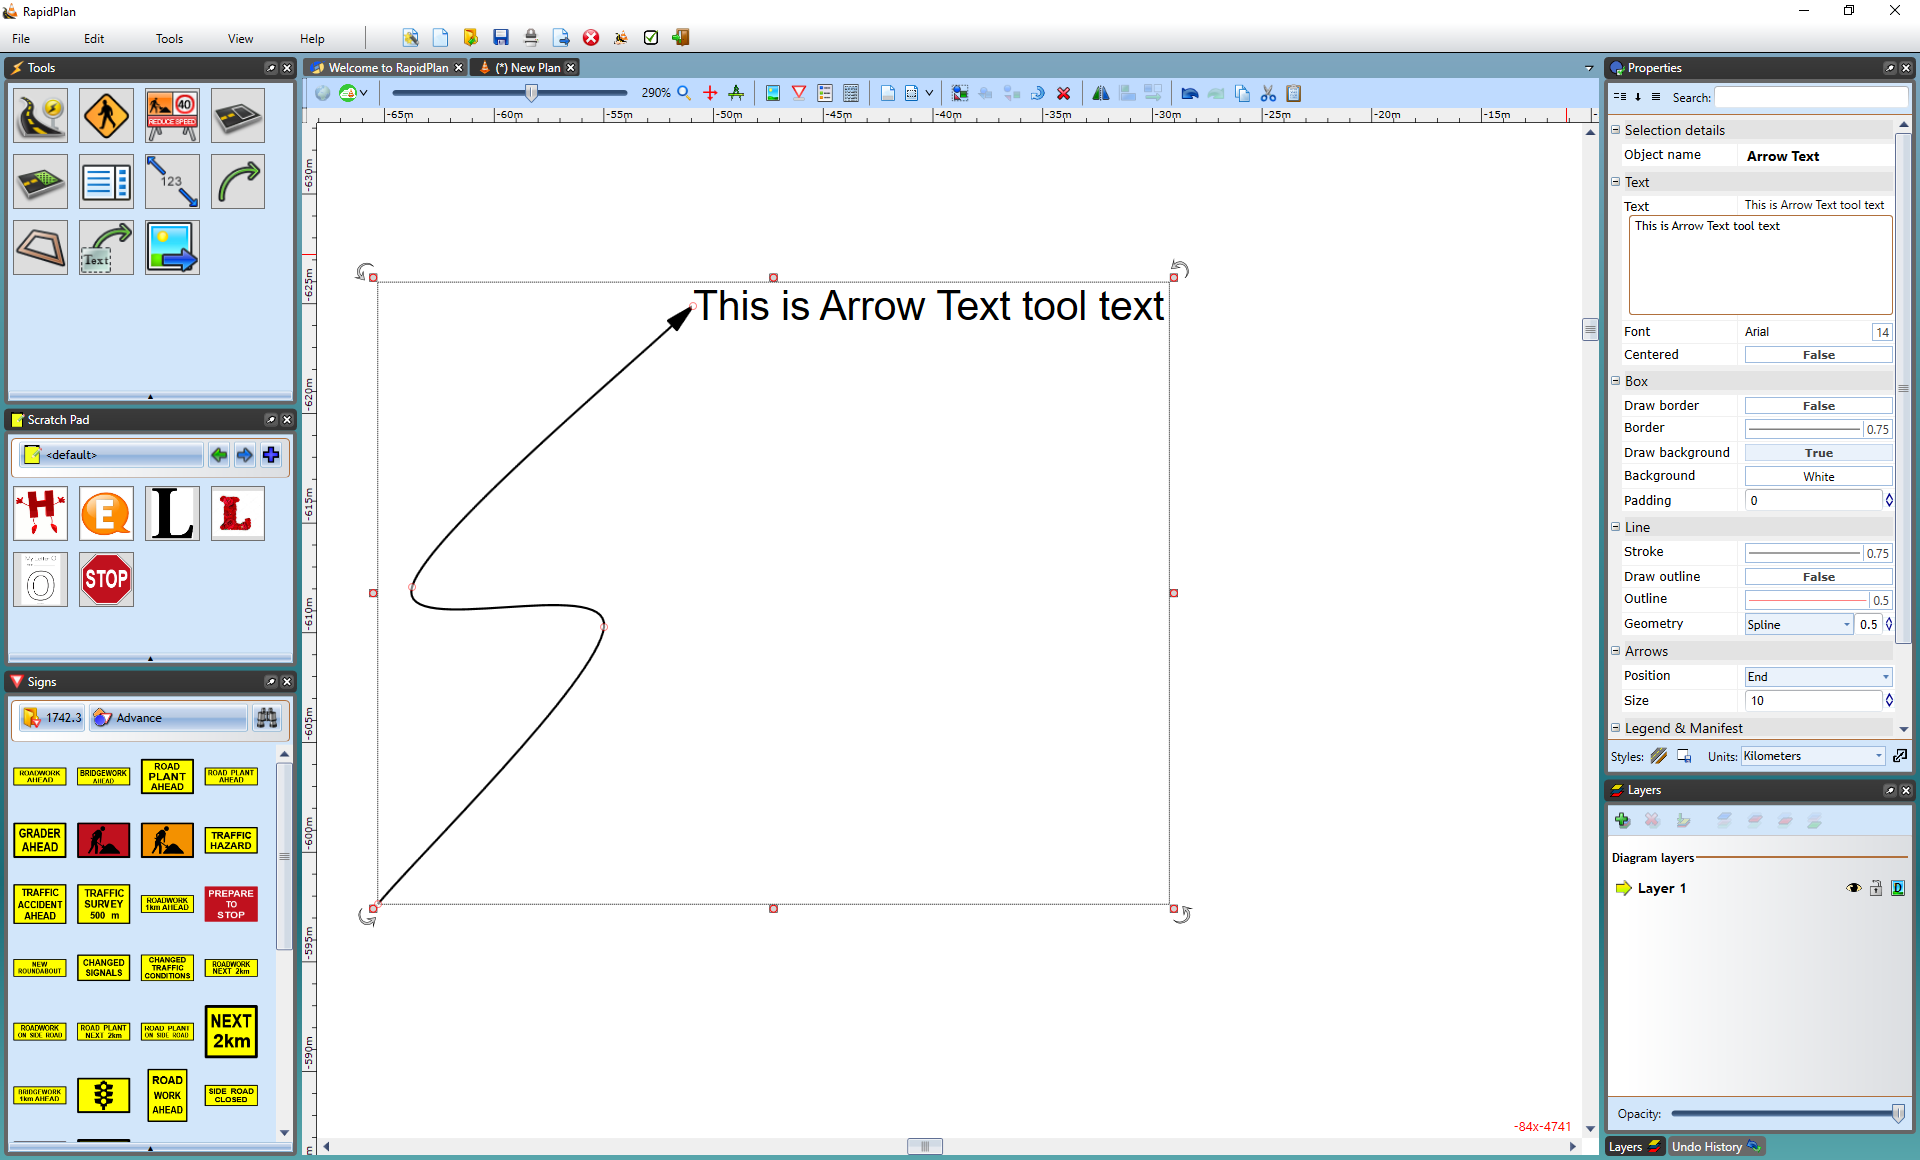 RapidPlan
File Edit Tools View Help
Tools
40
REDUCE SPEED
123
Text
Scratch Pad
<default>
H E L L
My Letter O
O STOP
Signs
1742.3 Advance
ROADWORK AHEAD
BRIDGEWORK AHEAD
ROAD PLANT AHEAD
ROAD PLANT AHEAD
GRADER AHEAD
TRAFFIC HAZARD
TRAFFIC ACCIDENT AHEAD
TRAFFIC SURVEY 500 m
ROADWORK 1km AHEAD
PREPARE TO STOP
NEW ROUNDABOUT
CHANGED SIGNALS
CHANGED TRAFFIC CONDITIONS
ROADWORK NEXT 2km
ROADWORK ON SIDE ROAD
ROAD PLANT NEXT 2km
ROAD PLANT ON SIDE ROAD
NEXT 2km
BRIDGEWORK 1km AHEAD
ROAD WORK AHEAD
SIDE ROAD CLOSED
Welcome to RapidPlan (*) New Plan
290%
-65m -60m -55m -50m -45m -40m -35m -30m -25m -20m -15m
-630m
-625m
-620m
-615m
-610m
-605m
-600m
-595m
-590m
This is Arrow Text tool text
-84x-4741
Properties
Search:
Selection details
Object name Arrow Text
Text
Text This is Arrow Text tool text
This is Arrow Text tool text
Font Arial 14
Centered False
Box
Draw border False
Border 0.75
Draw background True
Background White
Padding 0
Line
Stroke 0.75
Draw outline False
Outline 0.5
Geometry Spline 0.5
Arrows
Position End
Size 10
Legend & Manifest
Styles: Units: Kilometers
Layers
Diagram layers
Layer 1 D
Opacity:
Layers Undo History